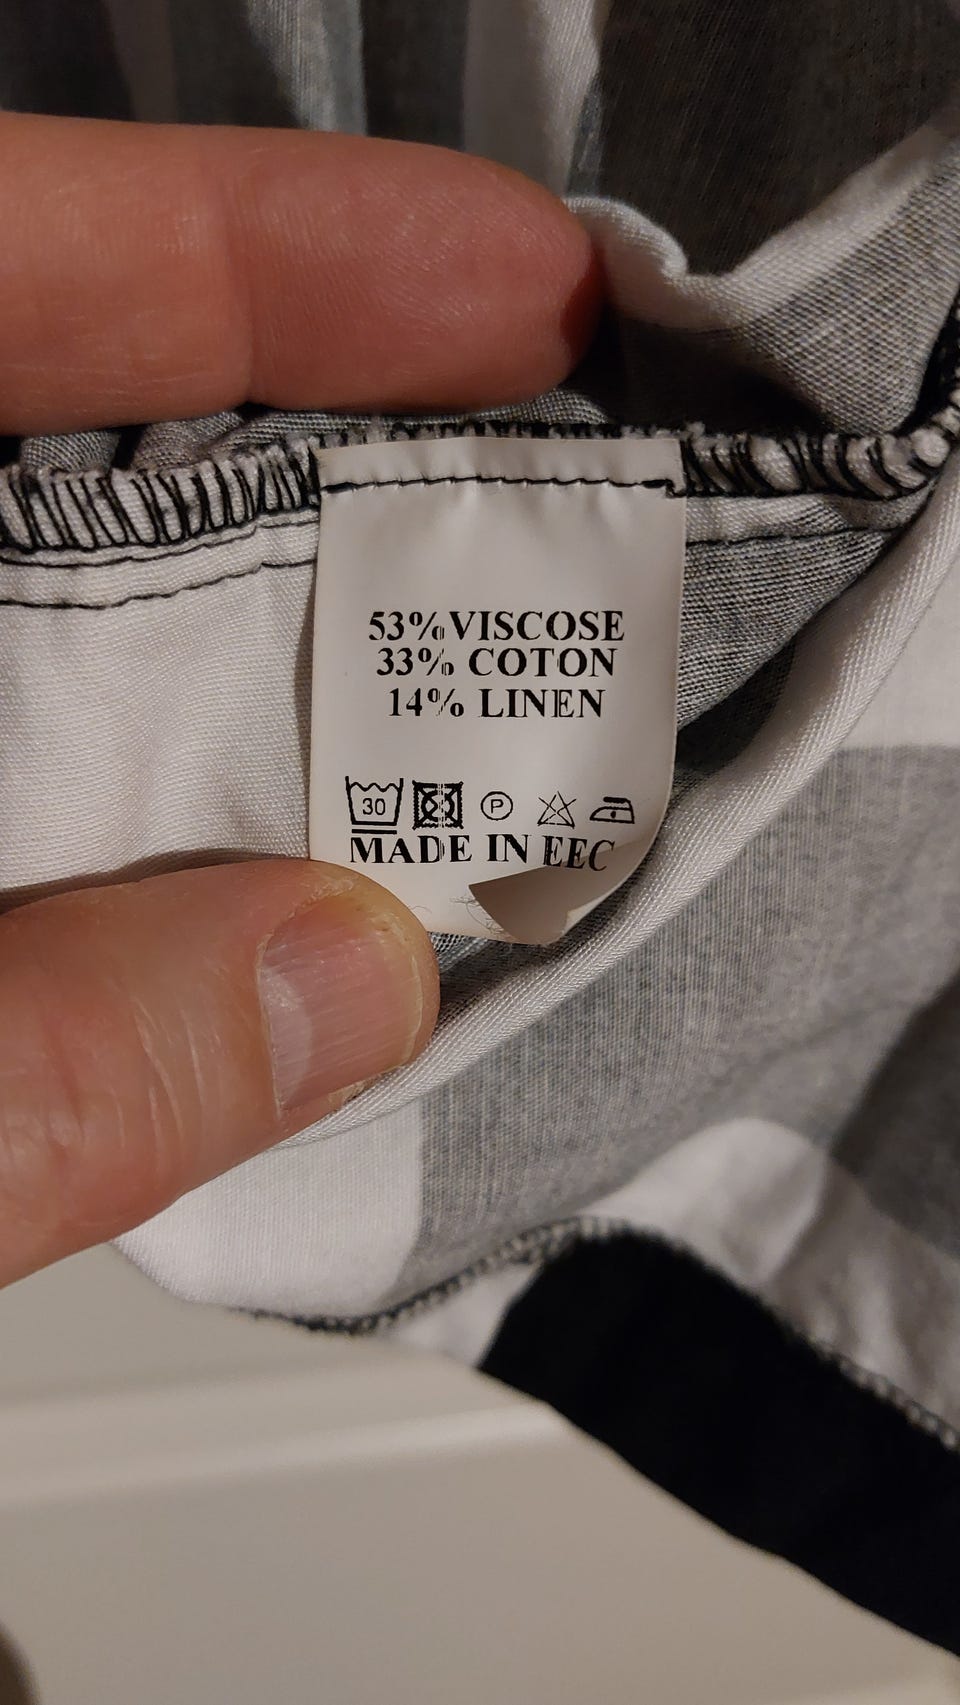 53% VISCOSE
33% COTON
14% LINEN
30 P
MADE IN EEC